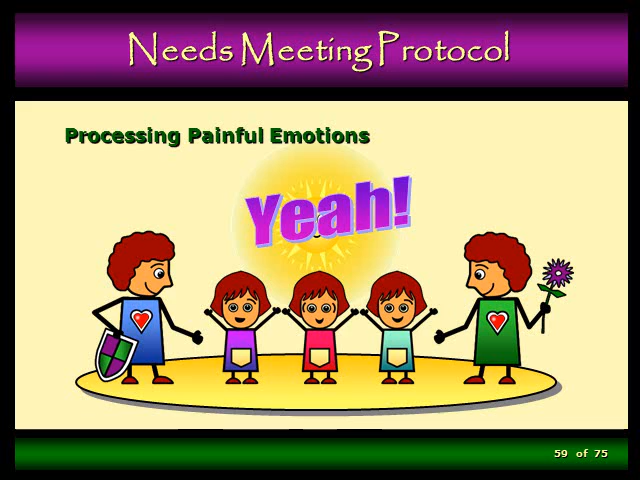 Needs Meeting Protocol
Processing Painful Emotions
Yeah!
59 of 75